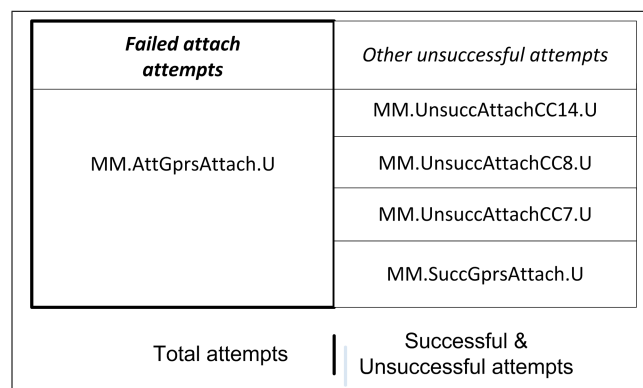 Failed attach
attempts
Other unsuccessful attempts
MM.AttGprsAttach.U
MM.UnsuccAttachCC14.U
MM.UnsuccAttachCC8.U
MM.UnsuccAttachCC7.U
MM.SuccGprsAttach.U
Total attempts
Successful &
Unsuccessful attempts